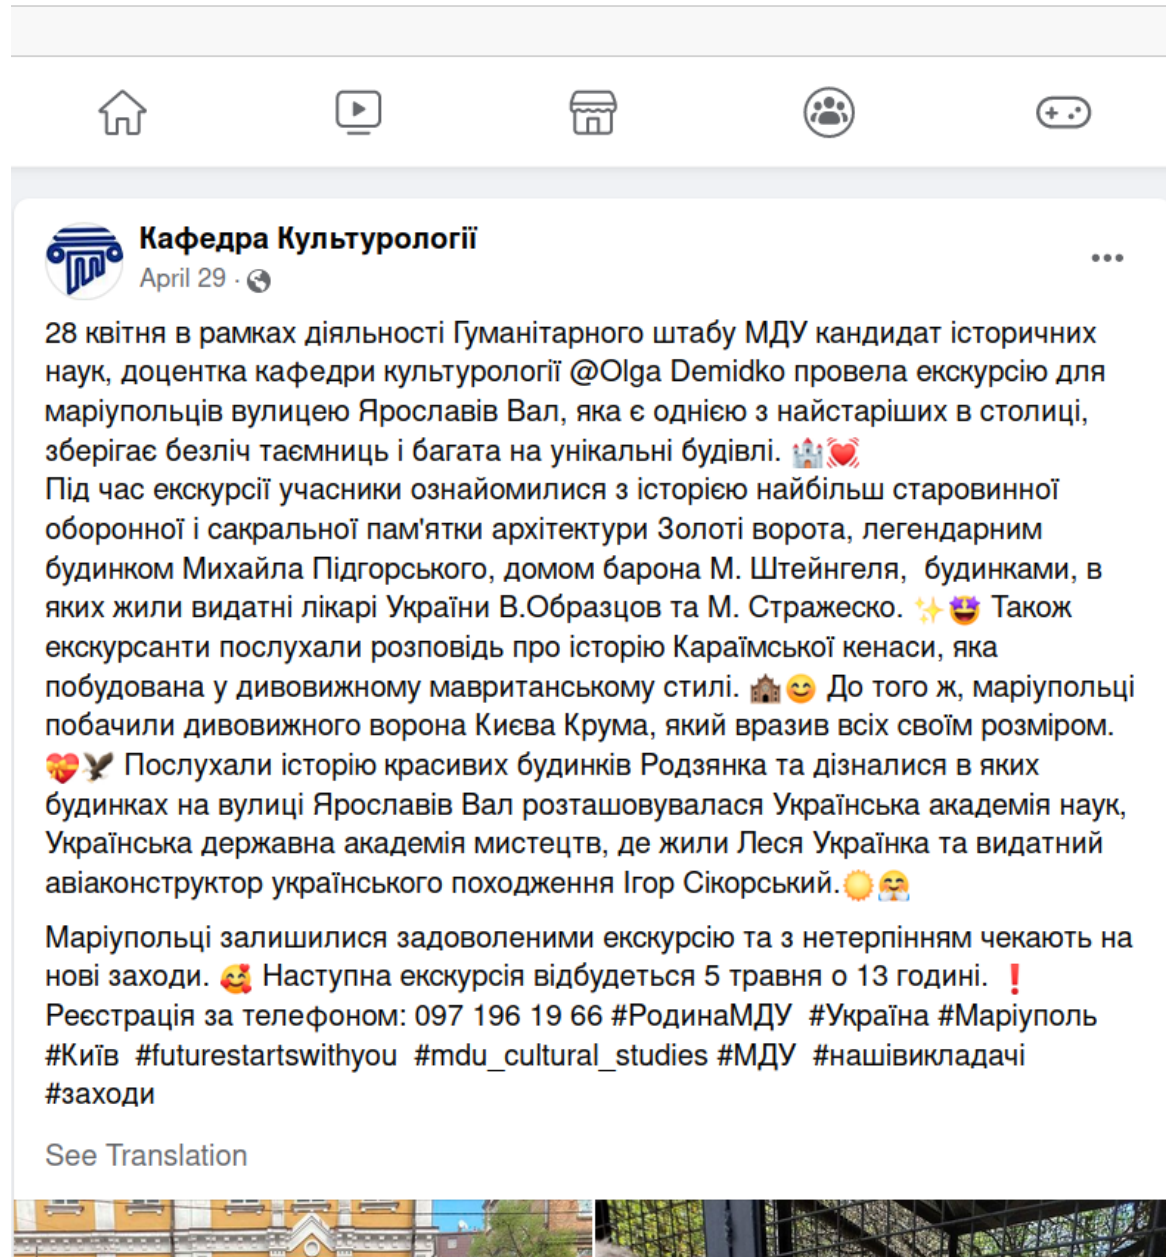 Кафедра Культурології
April 29 ·
28 квітня в рамках діяльності Гуманітарного штабу МДУ кандидат історичних
наук, доцентка кафедри культурології @Olga Demidko провела екскурсію для
маріупольців вулицею Ярославів Вал, яка є однією з найстаріших в столиці,
зберігає безліч таємниць і багата на унікальні будівлі. 🏰💓
Під час екскурсії учасники ознайомилися з історією найбільш старовинної
оборонної і сакральної пам'ятки архітектури Золоті ворота, легендарним
будинком Михайла Підгорського, домом барона М. Штейнгеля,  будинками, в
яких жили видатні лікарі України В.Образцов та М. Стражеско. ✨🤩 Також
екскурсанти послухали розповідь про історію Караїмської кенаси, яка
побудована у дивовижному мавританському стилі. 🕌😊 До того ж, маріупольці
побачили дивовижного ворона Києва Крума, який вразив всіх своїм розміром.
💝🦅 Послухали історію красивих будинків Родзянка та дізналися в яких
будинках на вулиці Ярославів Вал розташовувалася Українська академія наук,
Українська державна академія мистецтв, де жили Леся Українка та видатний
авіаконструктор українського походження Ігор Сікорський.🌞🤗
Маріупольці залишилися задоволеними екскурсію та з нетерпінням чекають на
нові заходи. 🥰 Наступна екскурсія відбудеться 5 травня о 13 годині. ❗
Реєстрація за телефоном: 097 196 19 66 #РодинаМДУ  #Україна #Маріуполь
#Київ  #futurestartswithyou  #mdu_cultural_studies #МДУ  #нашівикладачі
#заходи
See Translation